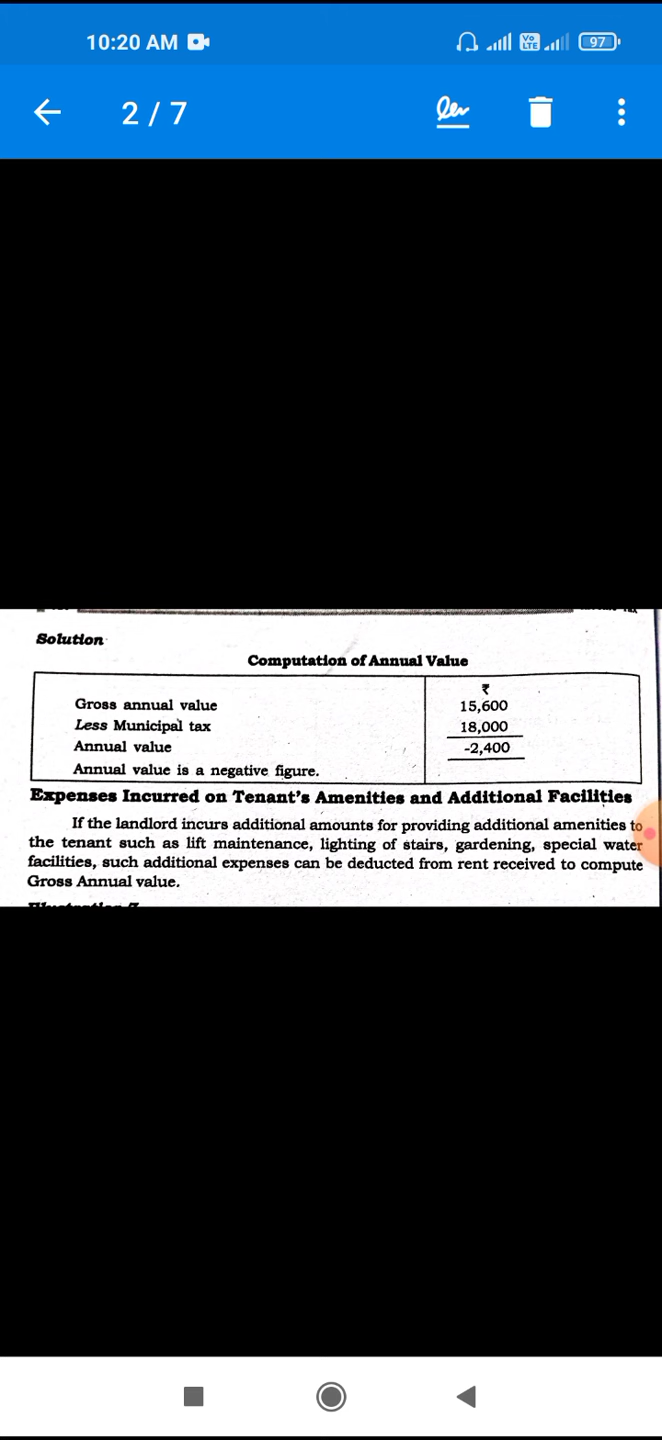 10:20 AM
Vo LTE
97
2 / 7
Solution
Computation of Annual Value
₹
Gross annual value 15,600
Less Municipal tax 18,000
Annual value -2,400
Annual value is a negative figure.
Expenses Incurred on Tenant's Amenities and Additional Facilities
If the landlord incurs additional amounts for providing additional amenities to
the tenant such as lift maintenance, lighting of stairs, gardening, special water
facilities, such additional expenses can be deducted from rent received to compute
Gross Annual value.